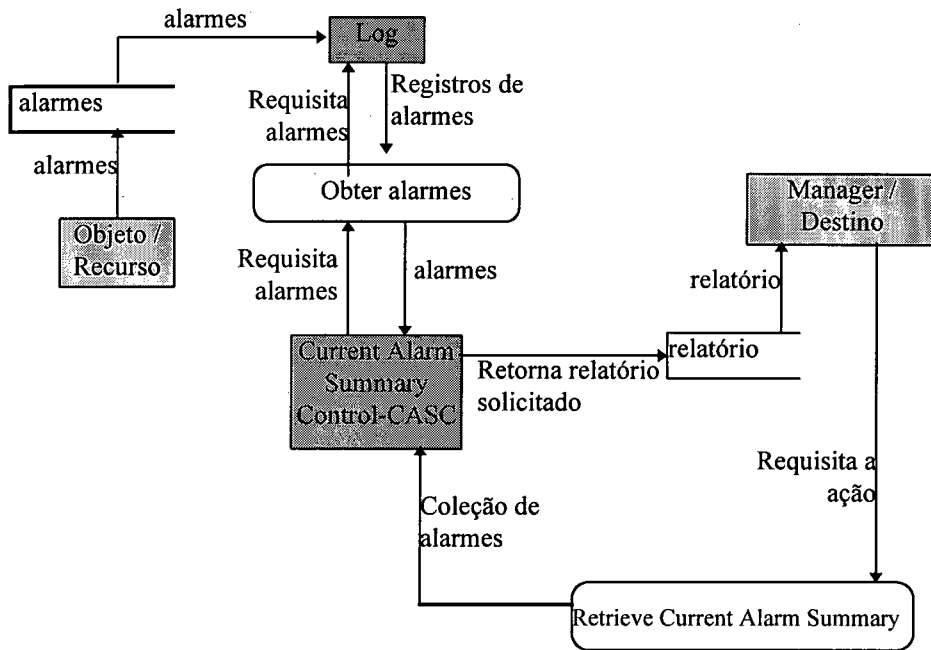 alarmes
Log
alarmes
Requisita
alarmes
Registros de
alarmes
alarmes
Obter alarmes
Manager /
Destino
Objeto /
Recurso
Requisita
alarmes
alarmes
relatório
Current Alarm
Summary
Control-CASC
relatório
Retorna relatório
solicitado
Requisita a
ação
Coleção de
alarmes
Retrieve Current Alarm Summary